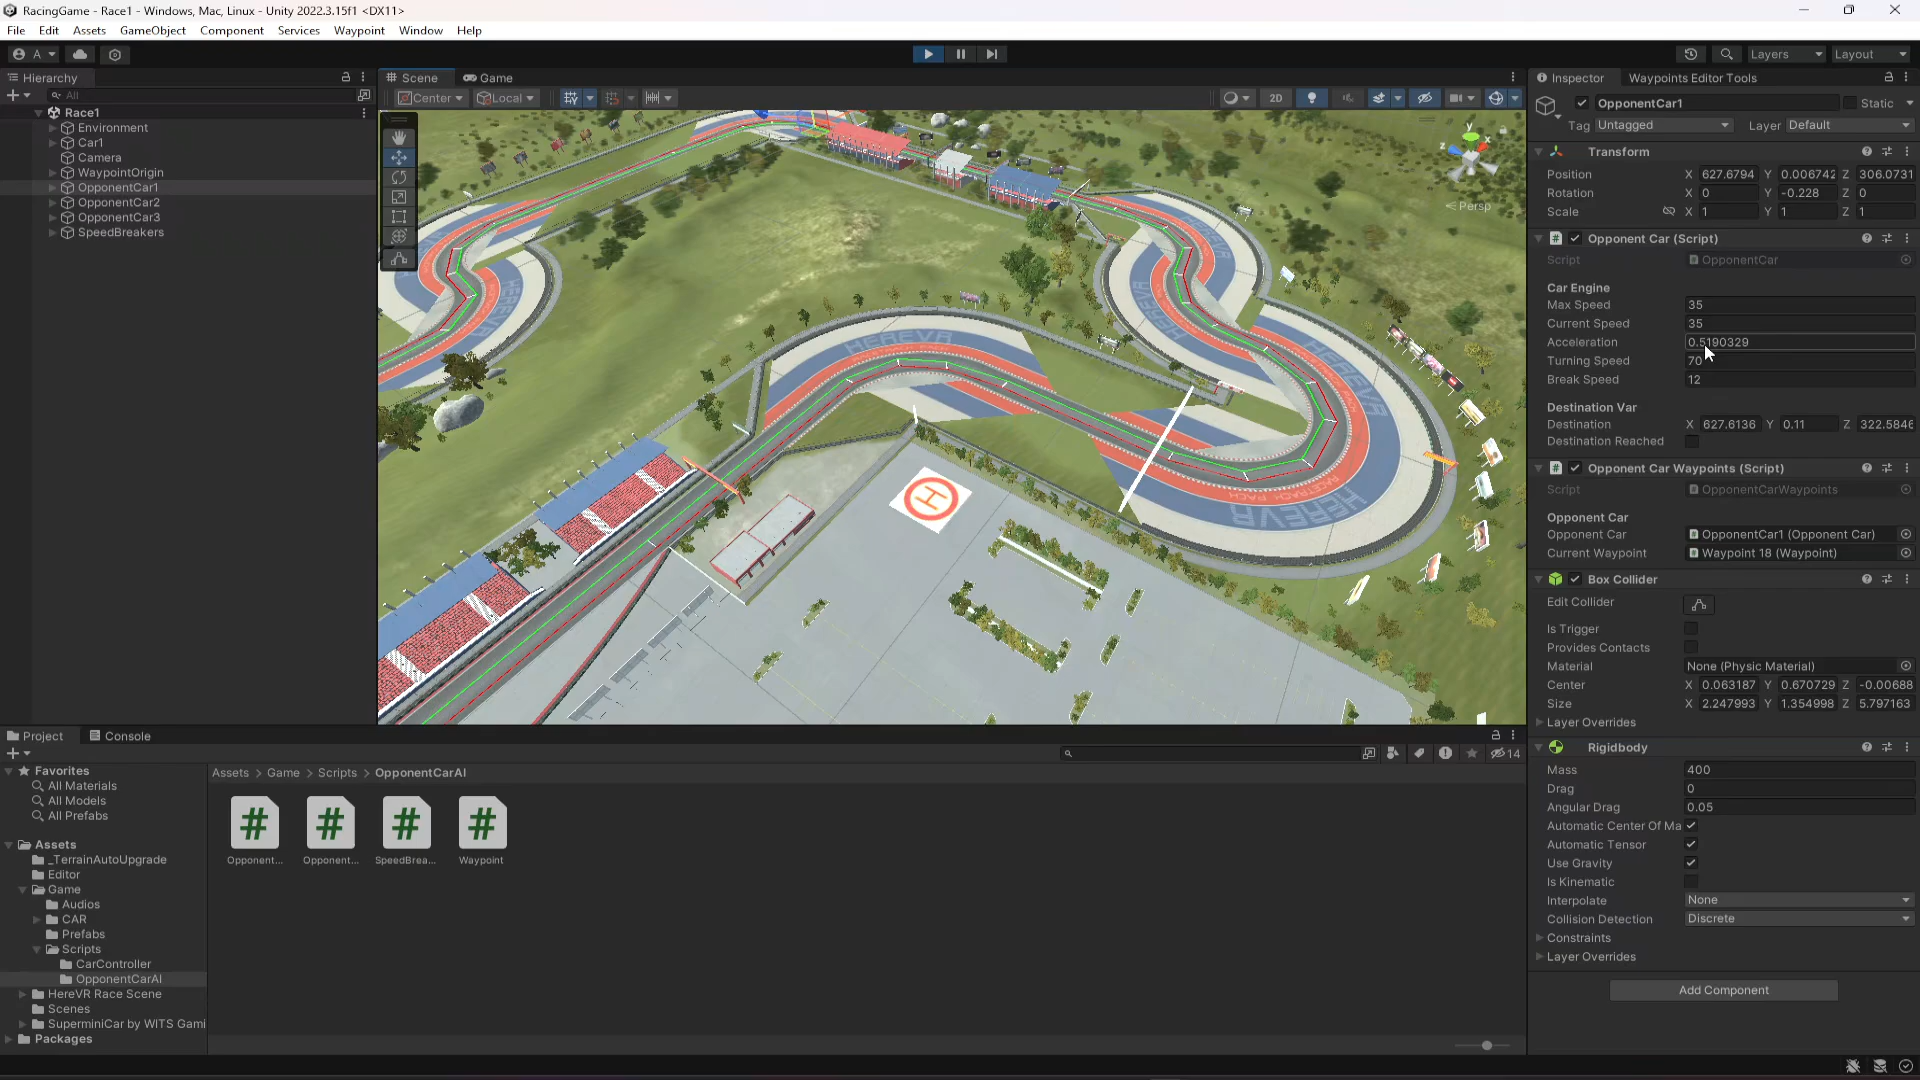 RacingGame - Race1 - Windows, Mac, Linux - Unity 2022.3.15f1 <DX11>
File Edit Assets GameObject Component Services Waypoint Window Help
A Layers Layout
Hierarchy
All
Race1
Environment
Car1
Camera
WaypointOrigin
OpponentCar1
OpponentCar2
OpponentCar3
SpeedBreakers
Scene Game
Center Local 2D
y
x
z
Persp
HEREVR
RACETRACK PACK
HEREVR
H
Inspector Waypoints Editor Tools
OpponentCar1 Static
Tag Untagged Layer Default
Transform
Position X 627.6794 Y 0.006742 Z 306.0731
Rotation X 0 Y -0.228 Z 0
Scale X 1 Y 1 Z 1
Opponent Car (Script)
Script OpponentCar
Car Engine
Max Speed 35
Current Speed 35
Acceleration 0.5190329
Turning Speed 70
Break Speed 12
Destination Var
Destination X 627.6136 Y 0.11 Z 322.5846
Destination Reached
Opponent Car Waypoints (Script)
Script OpponentCarWaypoints
Opponent Car
Opponent Car OpponentCar1 (Opponent Car)
Current Waypoint Waypoint 18 (Waypoint)
Box Collider
Edit Collider
Is Trigger
Provides Contacts
Material None (Physic Material)
Center X 0.063187 Y 0.670729 Z -0.00688
Size X 2.247993 Y 1.354998 Z 5.797163
Layer Overrides
Rigidbody
Mass 400
Drag 0
Angular Drag 0.05
Automatic Center Of Ma
Automatic Tensor
Use Gravity
Is Kinematic
Interpolate None
Collision Detection Discrete
Constraints
Layer Overrides
Add Component
Project Console
14
Favorites
All Materials
All Models
All Prefabs
Assets
_TerrainAutoUpgrade
Editor
Game
Audios
CAR
Prefabs
Scripts
CarController
OpponentCarAI
HereVR Race Scene
Scenes
SuperminiCar by WITS Gami
Packages
Assets > Game > Scripts > OpponentCarAI
Opponent... Opponent... SpeedBrea... Waypoint